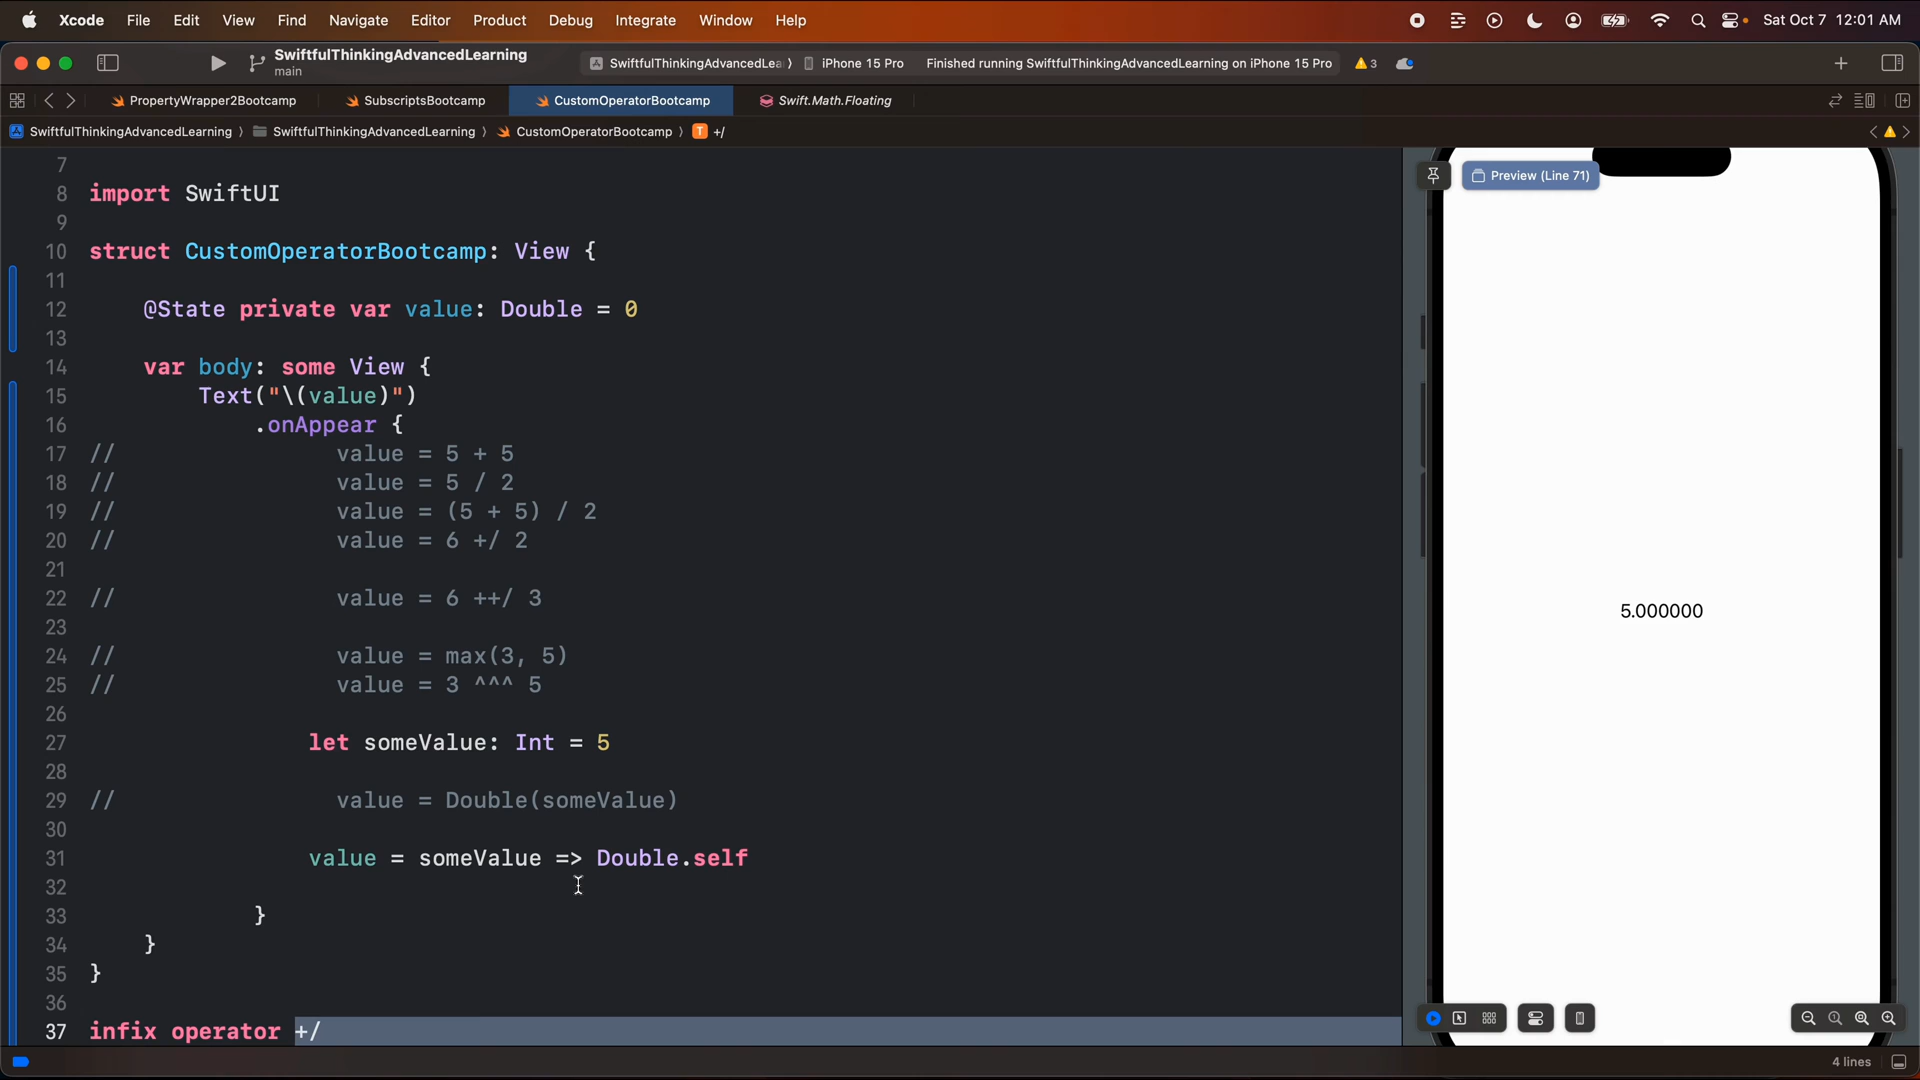 Xcode File Edit View Find Navigate Editor Product Debug Integrate Window Help Sat Oct 7 12:01 AM
SwiftfulThinkingAdvancedLearning
main
SwiftfulThinkingAdvancedLea⟩ iPhone 15 Pro Finished running SwiftfulThinkingAdvancedLearning on iPhone 15 Pro 3
PropertyWrapper2Bootcamp SubscriptsBootcamp CustomOperatorBootcamp Swift.Math.Floating
SwiftfulThinkingAdvancedLearning ⟩ SwiftfulThinkingAdvancedLearning ⟩ CustomOperatorBootcamp ⟩ T +/
7
8 import SwiftUI
9
10 struct CustomOperatorBootcamp: View {
11
12     @State private var value: Double = 0
13
14     var body: some View {
15         Text("\(value)")
16             .onAppear {
17 //                value = 5 + 5
18 //                value = 5 / 2
19 //                value = (5 + 5) / 2
20 //                value = 6 +/ 2
21
22 //                value = 6 ++/ 3
23
24 //                value = max(3, 5)
25 //                value = 3 ^^^ 5
26
27                 let someValue: Int = 5
28
29 //                value = Double(someValue)
30
31                 value = someValue => Double.self
32
33             }
34     }
35 }
36
37 infix operator +/
Preview (Line 71)
5.000000
4 lines